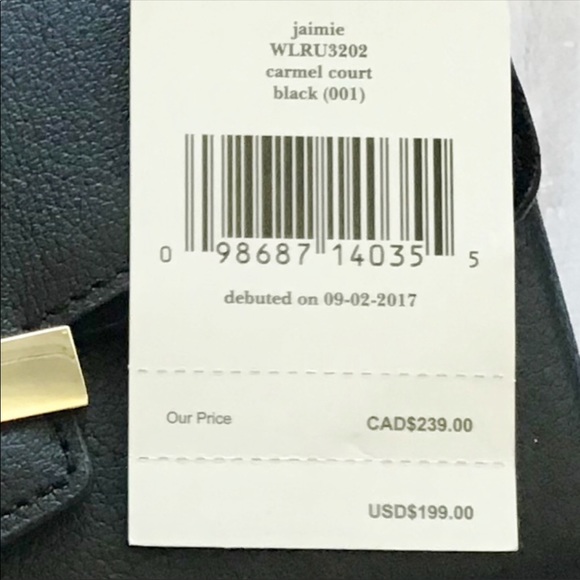 jaimie
WLRU3202
carmel court
black (001)
0 98687 14035 5
debuted on 09-02-2017
Our Price CAD$239.00
USD$199.00